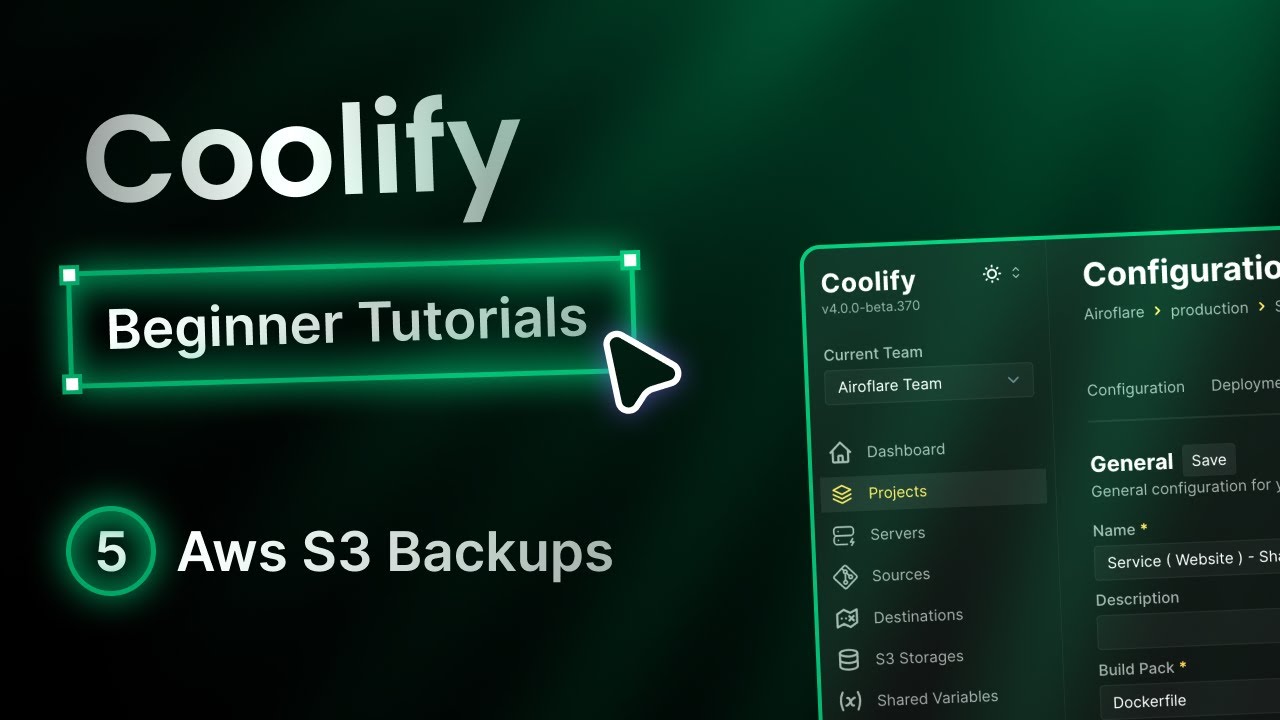 Coolify
Beginner Tutorials
5 Aws S3 Backups
Coolify
v4.0.0-beta.370
Current Team
Airoflare Team
Dashboard
Projects
Servers
Sources
Destinations
S3 Storages
Shared Variables
Configuratio
Airoflare > production > S
Configuration Deployme
General Save
General configuration for y
Name *
Service ( Website ) - Sha
Description
Build Pack *
Dockerfile